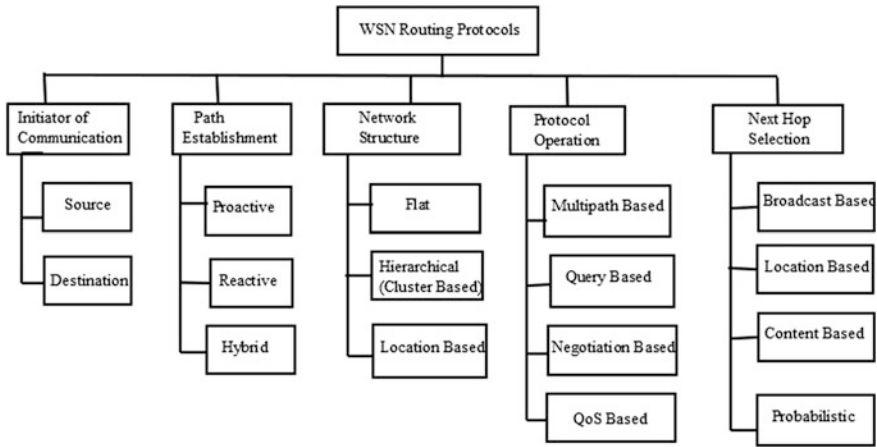 WSN Routing Protocols
Initiator of
Communication
Source
Destination
Path
Establishment
Proactive
Reactive
Hybrid
Network
Structure
Flat
Hierarchical
(Cluster Based)
Location Based
Protocol
Operation
Multipath Based
Query Based
Negotiation Based
QoS Based
Next Hop
Selection
Broadcast Based
Location Based
Content Based
Probabilistic